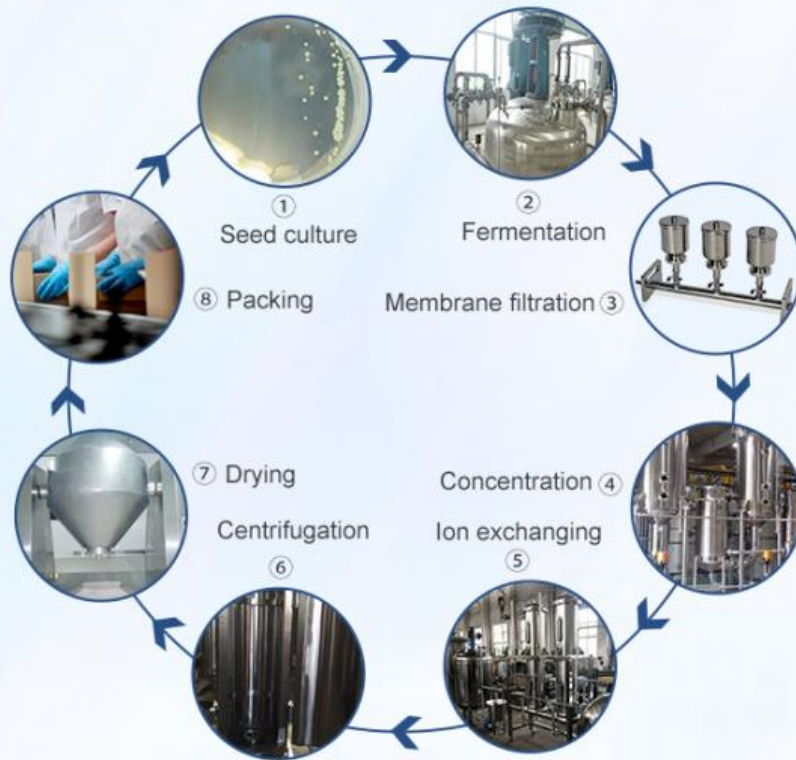 ① Seed culture
② Fermentation
Membrane filtration ③
Concentration ④
Ion exchanging ⑤
Centrifugation ⑥
⑦ Drying
⑧ Packing